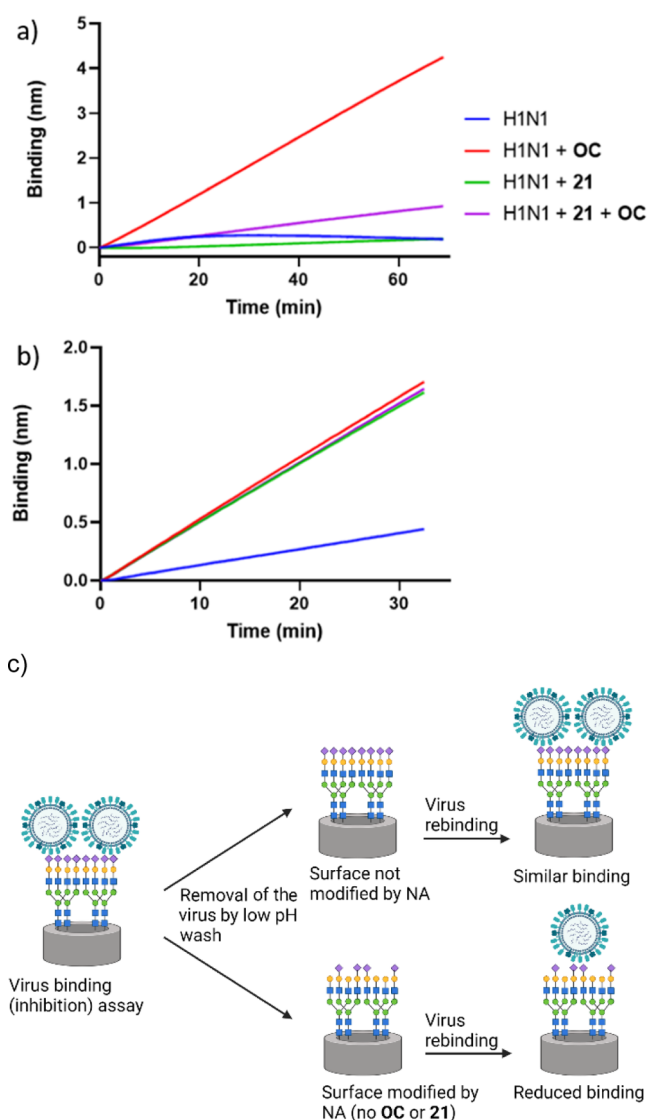 a)
5
4
3
2
1
0
Binding (nm)
0 20 40 60
Time (min)
H1N1
H1N1 + OC
H1N1 + 21
H1N1 + 21 + OC
b)
2.0
1.5
1.0
0.5
0.0
Binding (nm)
0 10 20 30
Time (min)
c)
Virus binding
(inhibition) assay
Removal of the
virus by low pH
wash
Surface not
modified by NA
Virus
rebinding
Similar binding
Surface modified by
NA (no OC or 21)
Virus
rebinding
Reduced binding